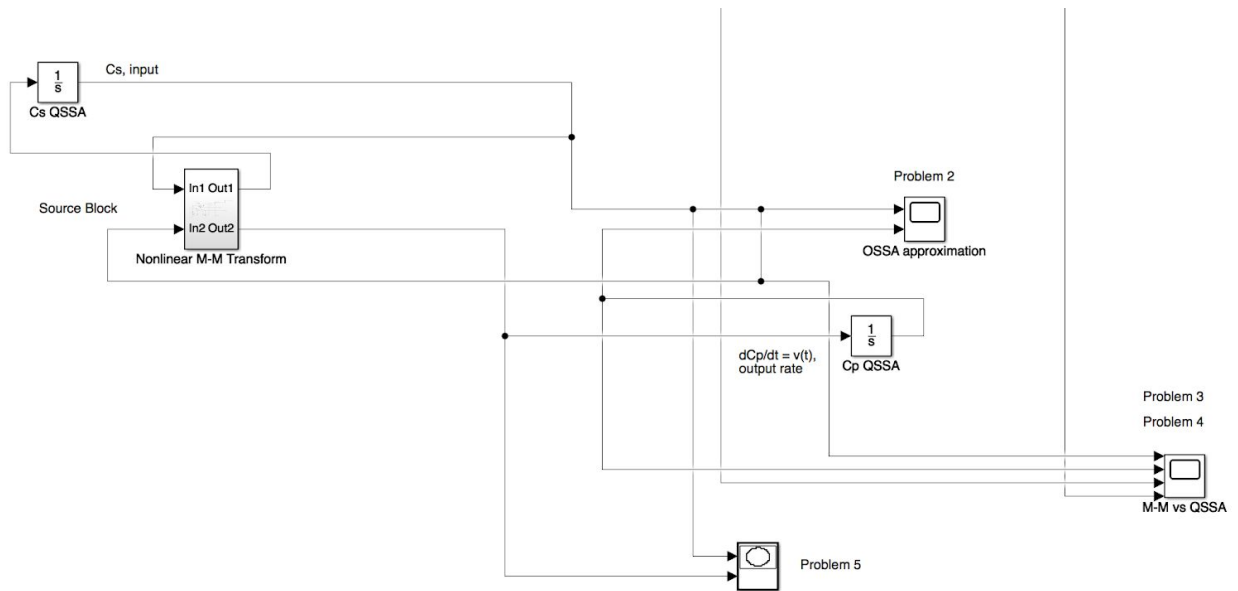 1
s
Cs, input
Cs QSSA
In1 Out1
In2 Out2
Source Block
Nonlinear M-M Transform
Problem 2
OSSA approximation
1
s
dCp/dt = v(t),
output rate
Cp QSSA
Problem 3
Problem 4
M-M vs QSSA
Problem 5